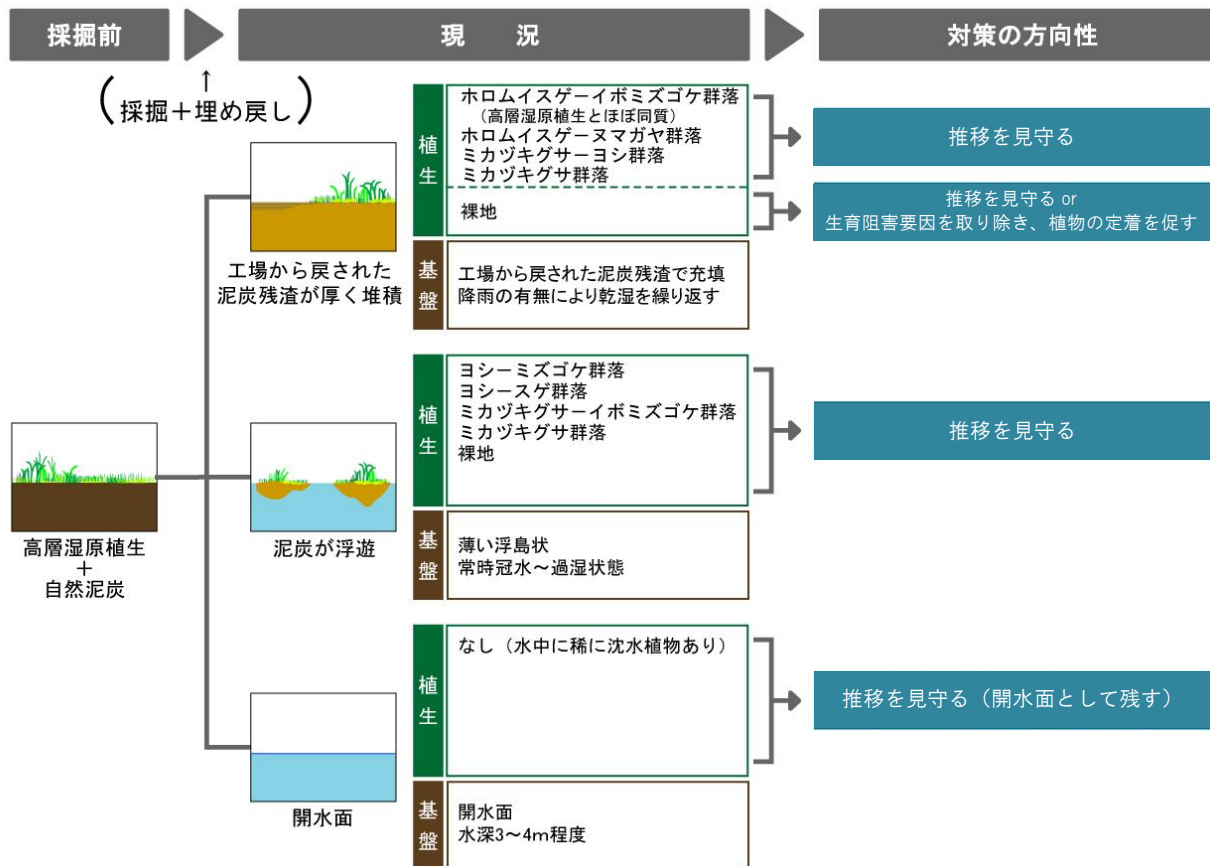 採掘前
現 況
対策の方向性
↑
(採掘+埋め戻し)
高層湿原植生
+
自然泥炭
工場から戻された
泥炭残渣が厚く堆積
植生
ホロムイスゲーイボミズゴケ群落
(高層湿原植生とほぼ同質)
ホロムイスゲーヌマガヤ群落
ミカヅキグサーヨシ群落
ミカヅキグサ群落
裸地
基盤
工場から戻された泥炭残渣で充填
降雨の有無により乾湿を繰り返す
推移を見守る
推移を見守る or
生育阻害要因を取り除き、植物の定着を促す
泥炭が浮遊
植生
ヨシーミズゴケ群落
ヨシースゲ群落
ミカヅキグサーイボミズゴケ群落
ミカヅキグサ群落
裸地
基盤
薄い浮島状
常時冠水～過湿状態
推移を見守る
開水面
植生
なし(水中に稀に沈水植物あり)
基盤
開水面
水深3～4m程度
推移を見守る(開水面として残す)